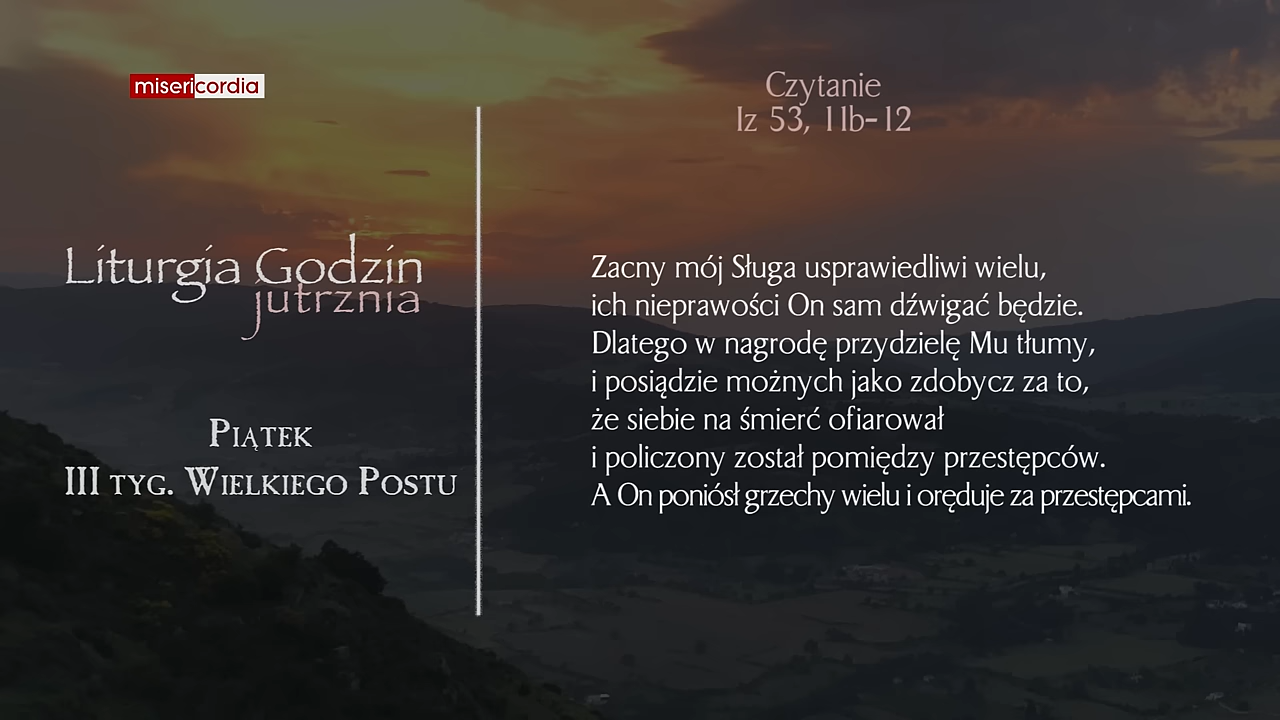 misericordia
Liturgia Godzin
jutrznia
Piątek
III tyg. Wielkiego Postu
Czytanie
Iz 53, 11b-12
Zacny mój Sługa usprawiedliwi wielu,
ich nieprawości On sam dźwigać będzie.
Dlatego w nagrodę przydzielę Mu tłumy,
i posiądzie możnych jako zdobycz za to,
że siebie na śmierć ofiarował
i policzony został pomiędzy przestępców.
A On poniósł grzechy wielu i oręduje za przestępcami.